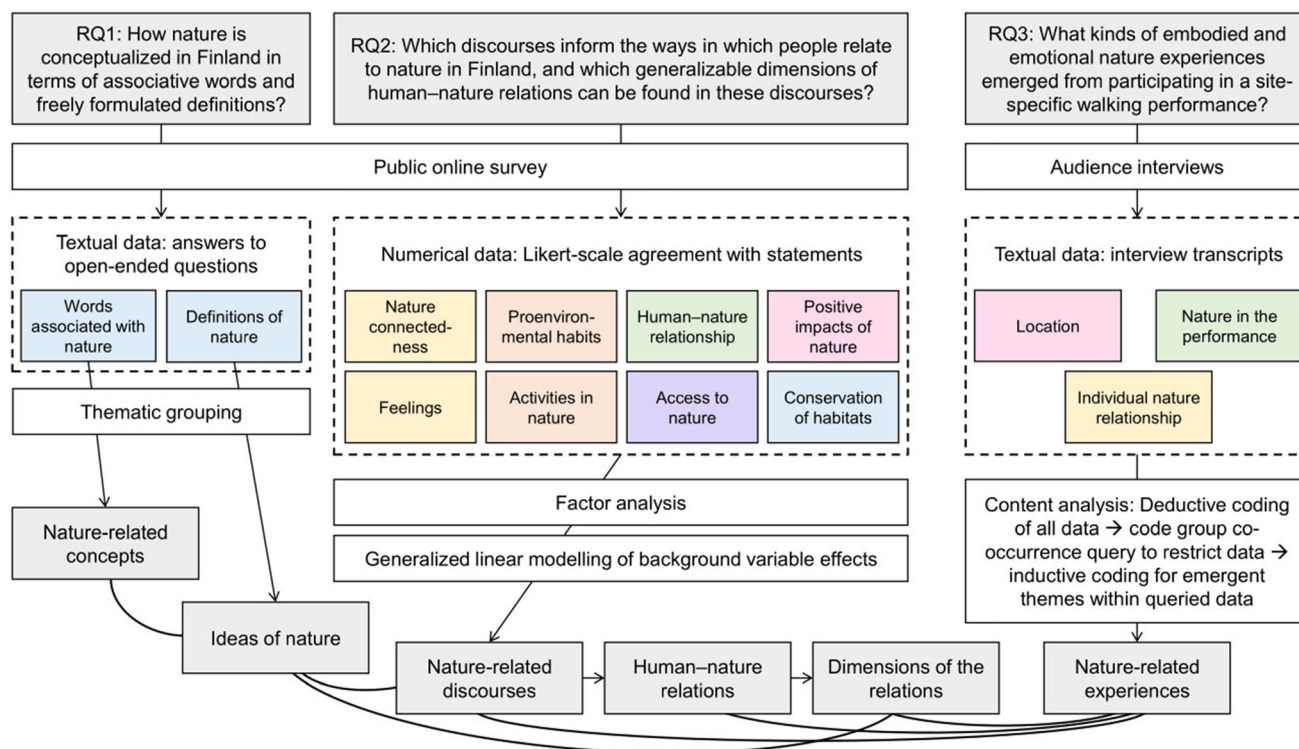 RQ1: How nature is
conceptualized in Finland in
terms of associative words and
freely formulated definitions?
RQ2: Which discourses inform the ways in which people relate
to nature in Finland, and which generalizable dimensions of
human–nature relations can be found in these discourses?
RQ3: What kinds of embodied and
emotional nature experiences
emerged from participating in a site-
specific walking performance?
Public online survey
Audience interviews
Textual data: answers to
open-ended questions
Words
associated with
nature
Definitions of
nature
Numerical data: Likert-scale agreement with statements
Nature
connected-
ness
Proenviron-
mental habits
Human–nature
relationship
Positive
impacts of
nature
Feelings
Activities in
nature
Access to
nature
Conservation
of habitats
Textual data: interview transcripts
Location
Nature in the
performance
Individual nature
relationship
Thematic grouping
Factor analysis
Generalized linear modelling of background variable effects
Content analysis: Deductive coding
of all data → code group co-
occurrence query to restrict data →
inductive coding for emergent
themes within queried data
Nature-related
concepts
Ideas of nature
Nature-related
discourses
Human–nature
relations
Dimensions of the
relations
Nature-related
experiences